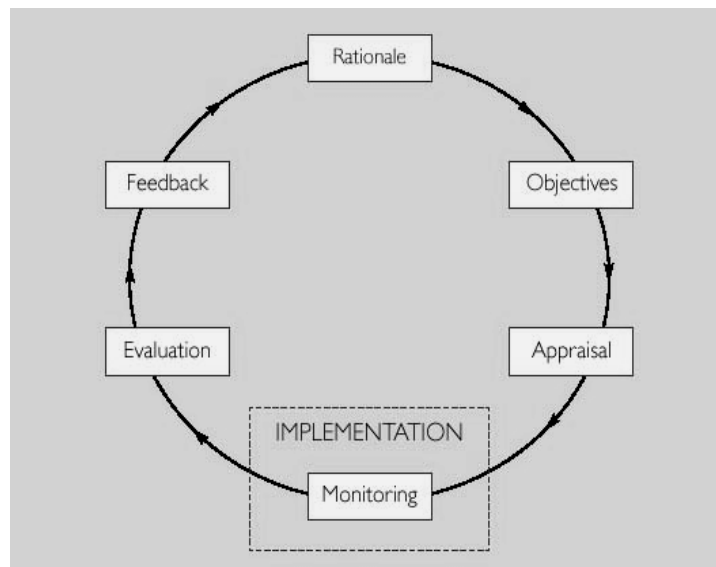 Rationale
Feedback
Objectives
Evaluation
Appraisal
IMPLEMENTATION
Monitoring